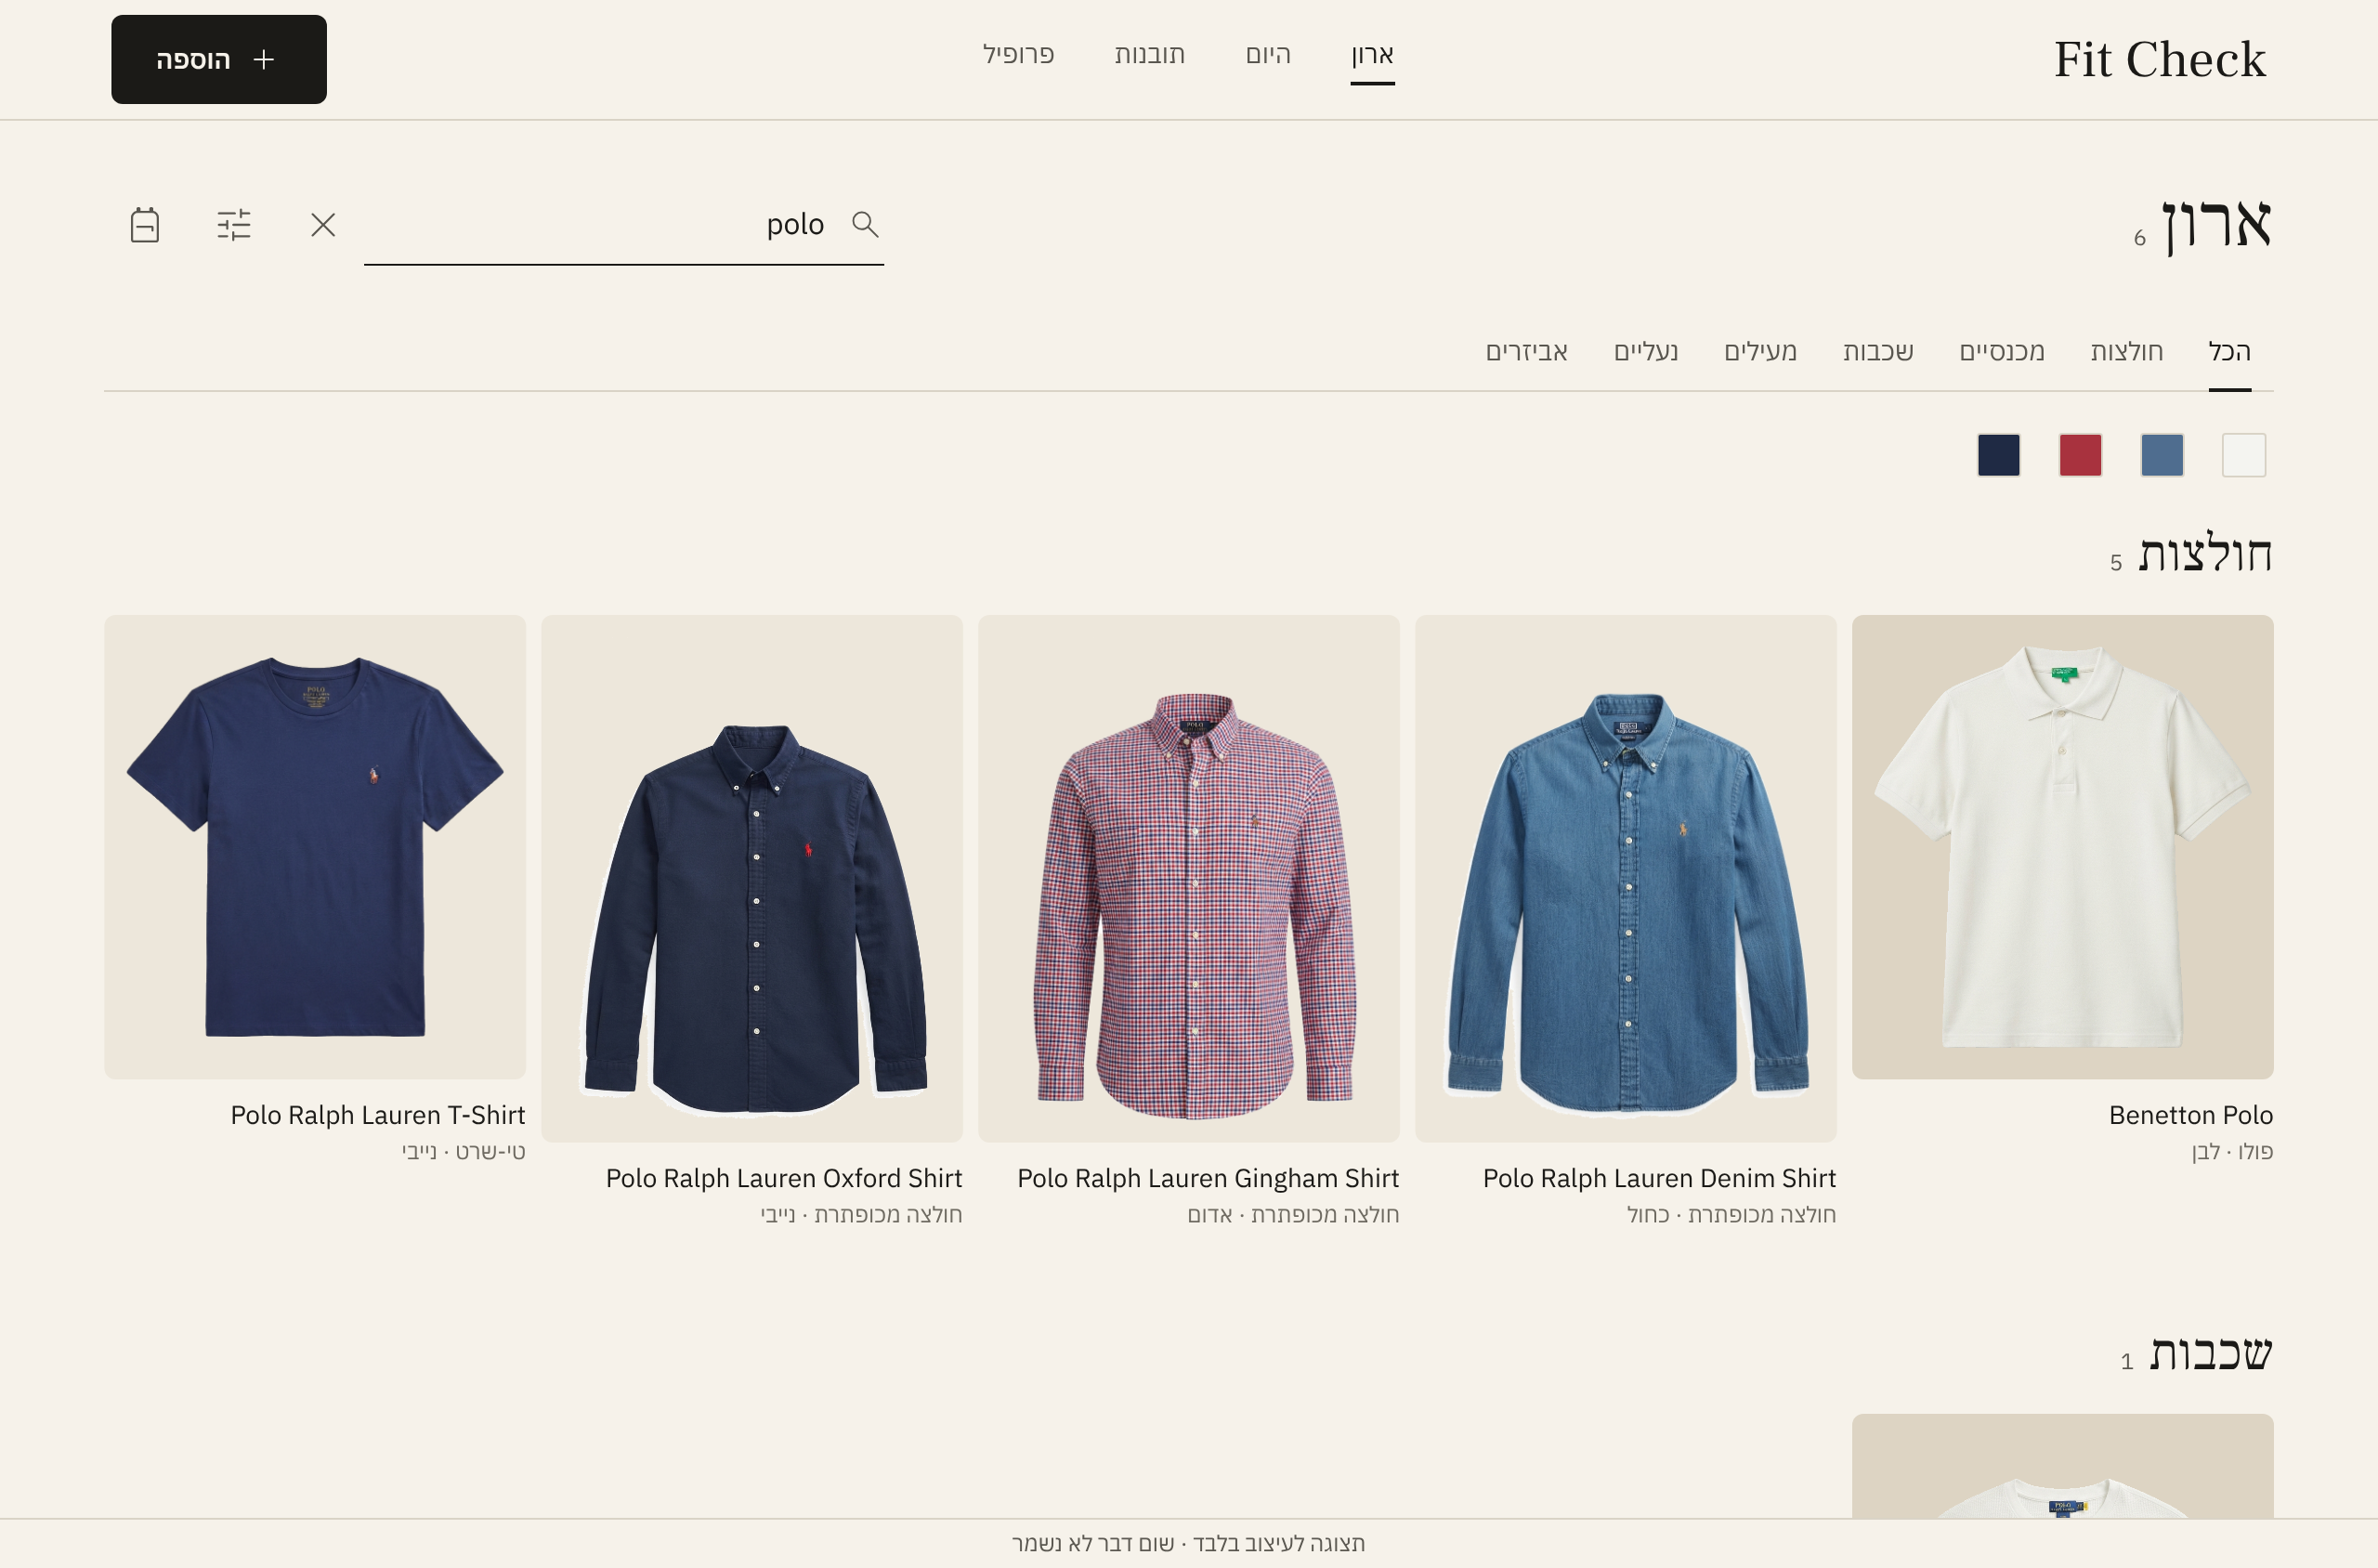 Fit Check
ארון
היום
תובנות
פרופיל
הוספה
ארון 6
polo
הכל
חולצות
מכנסיים
שכבות
מעילים
נעליים
אביזרים
חולצות 5
Benetton Polo
פולו · לבן
Polo Ralph Lauren Denim Shirt
חולצה מכופתרת · כחול
Polo Ralph Lauren Gingham Shirt
חולצה מכופתרת · אדום
Polo Ralph Lauren Oxford Shirt
חולצה מכופתרת · נייבי
POLO
Polo Ralph Lauren T-Shirt
טי-שרט · נייבי
שכבות 1
POLO
תצוגה לעיצוב בלבד · שום דבר לא נשמר